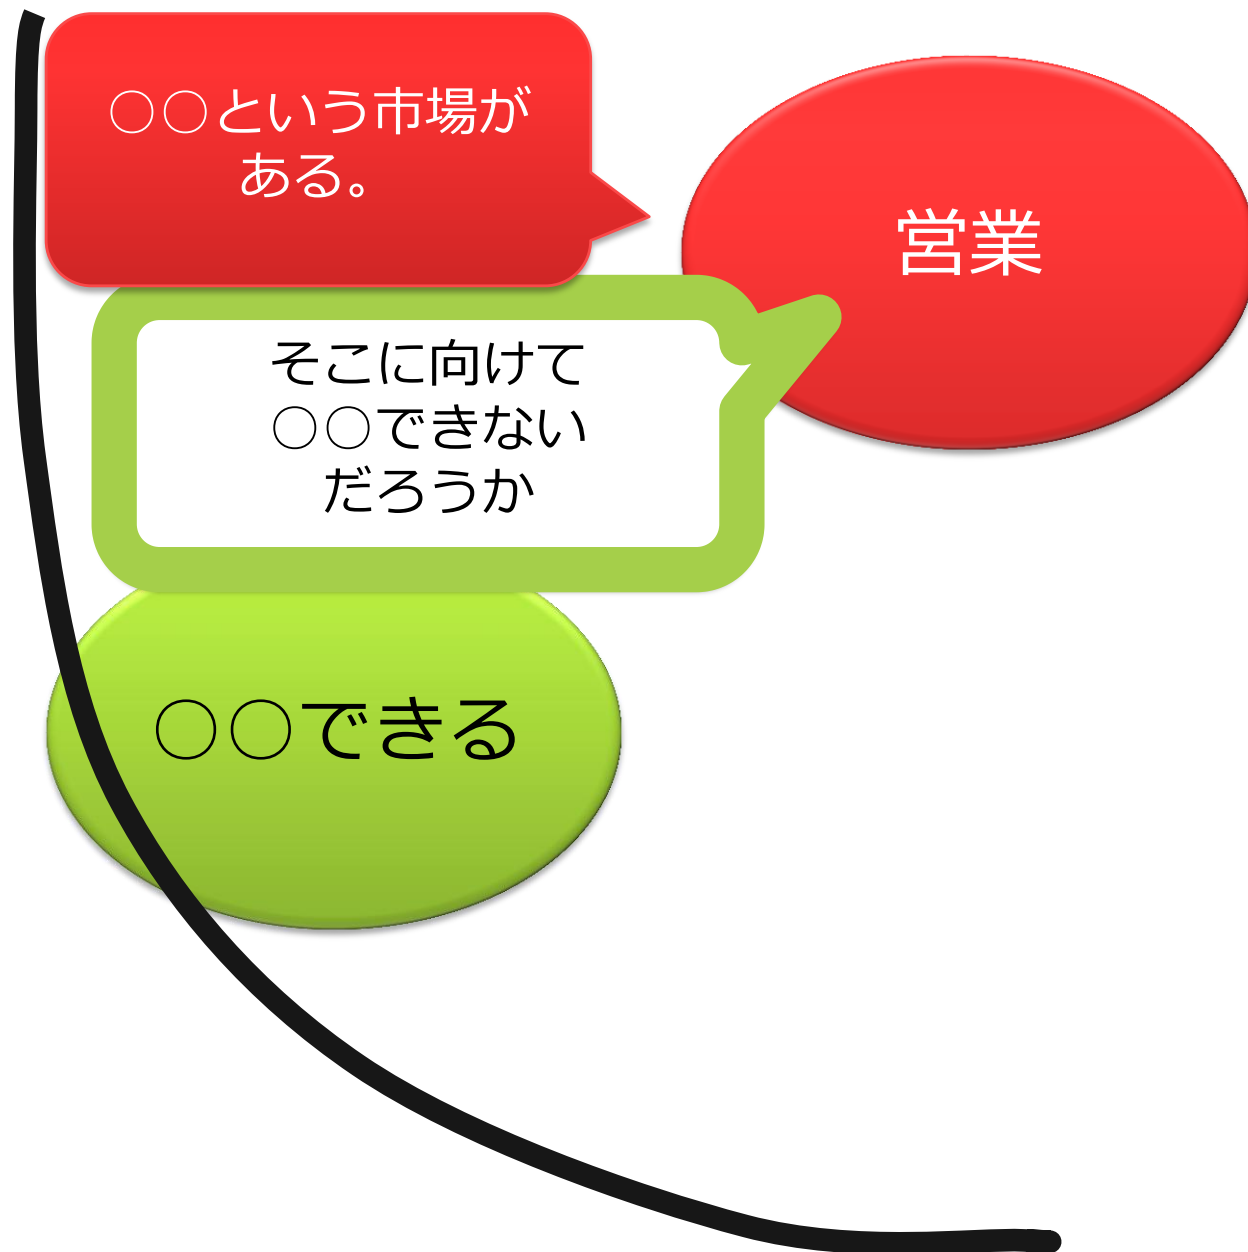 ○○という市場が
ある。
営業
そこに向けて
○○できない
だろうか
○○できる